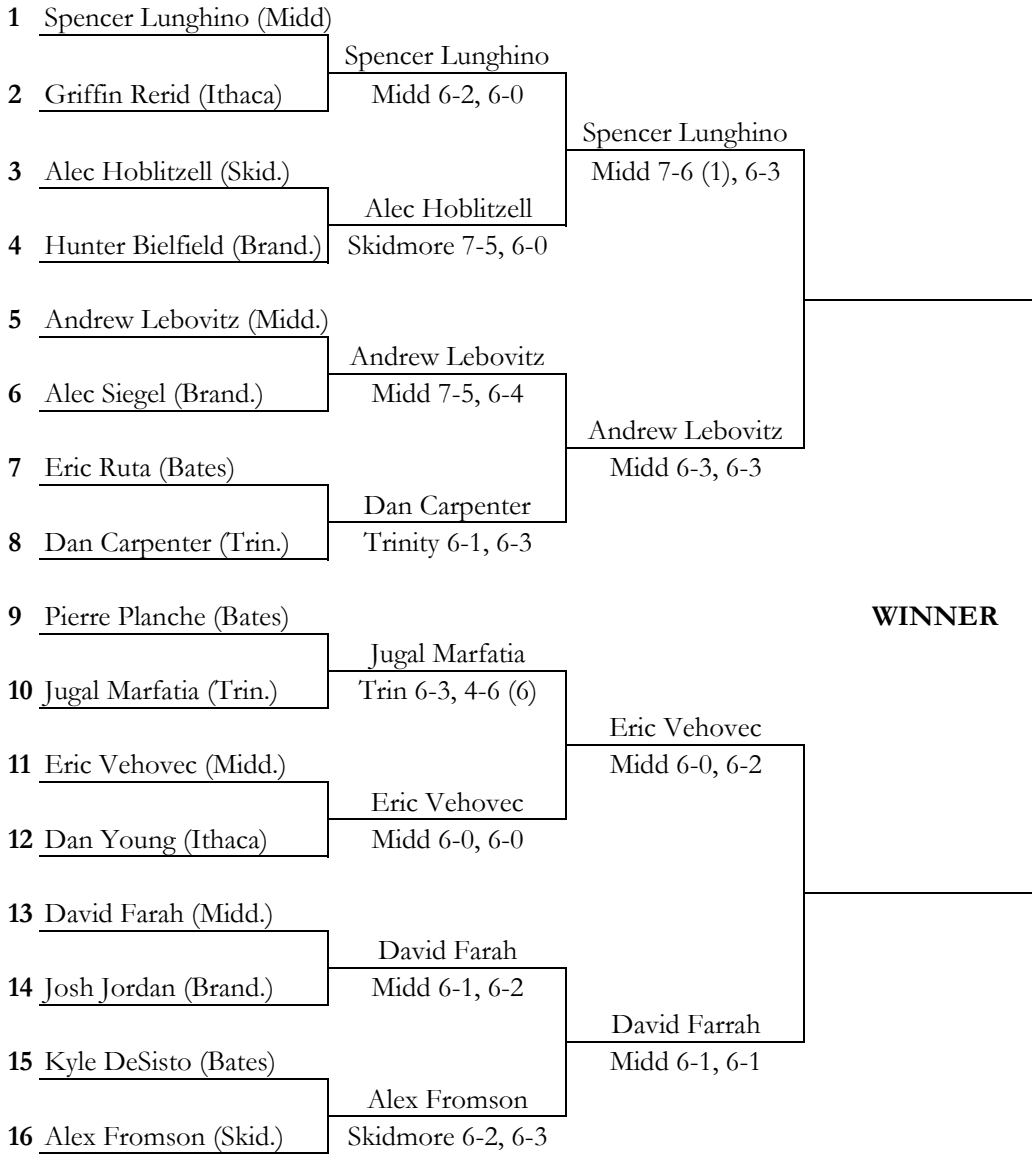 1 Spencer Lunghino (Midd)
Spencer Lunghino
2 Griffin Rerid (Ithaca)
Midd 6-2, 6-0
Spencer Lunghino
3 Alec Hoblitzell (Skid.)
Midd 7-6 (1), 6-3
Alec Hoblitzell
4 Hunter Bielfield (Brand.)
Skidmore 7-5, 6-0
5 Andrew Lebovitz (Midd.)
Andrew Lebovitz
6 Alec Siegel (Brand.)
Midd 7-5, 6-4
Andrew Lebovitz
7 Eric Ruta (Bates)
Midd 6-3, 6-3
Dan Carpenter
8 Dan Carpenter (Trin.)
Trinity 6-1, 6-3
9 Pierre Planche (Bates)
WINNER
Jugal Marfatia
10 Jugal Marfatia (Trin.)
Trin 6-3, 4-6 (6)
Eric Vehovec
11 Eric Vehovec (Midd.)
Midd 6-0, 6-2
Eric Vehovec
12 Dan Young (Ithaca)
Midd 6-0, 6-0
13 David Farah (Midd.)
David Farah
14 Josh Jordan (Brand.)
Midd 6-1, 6-2
David Farrah
15 Kyle DeSisto (Bates)
Midd 6-1, 6-1
Alex Fromson
16 Alex Fromson (Skid.)
Skidmore 6-2, 6-3